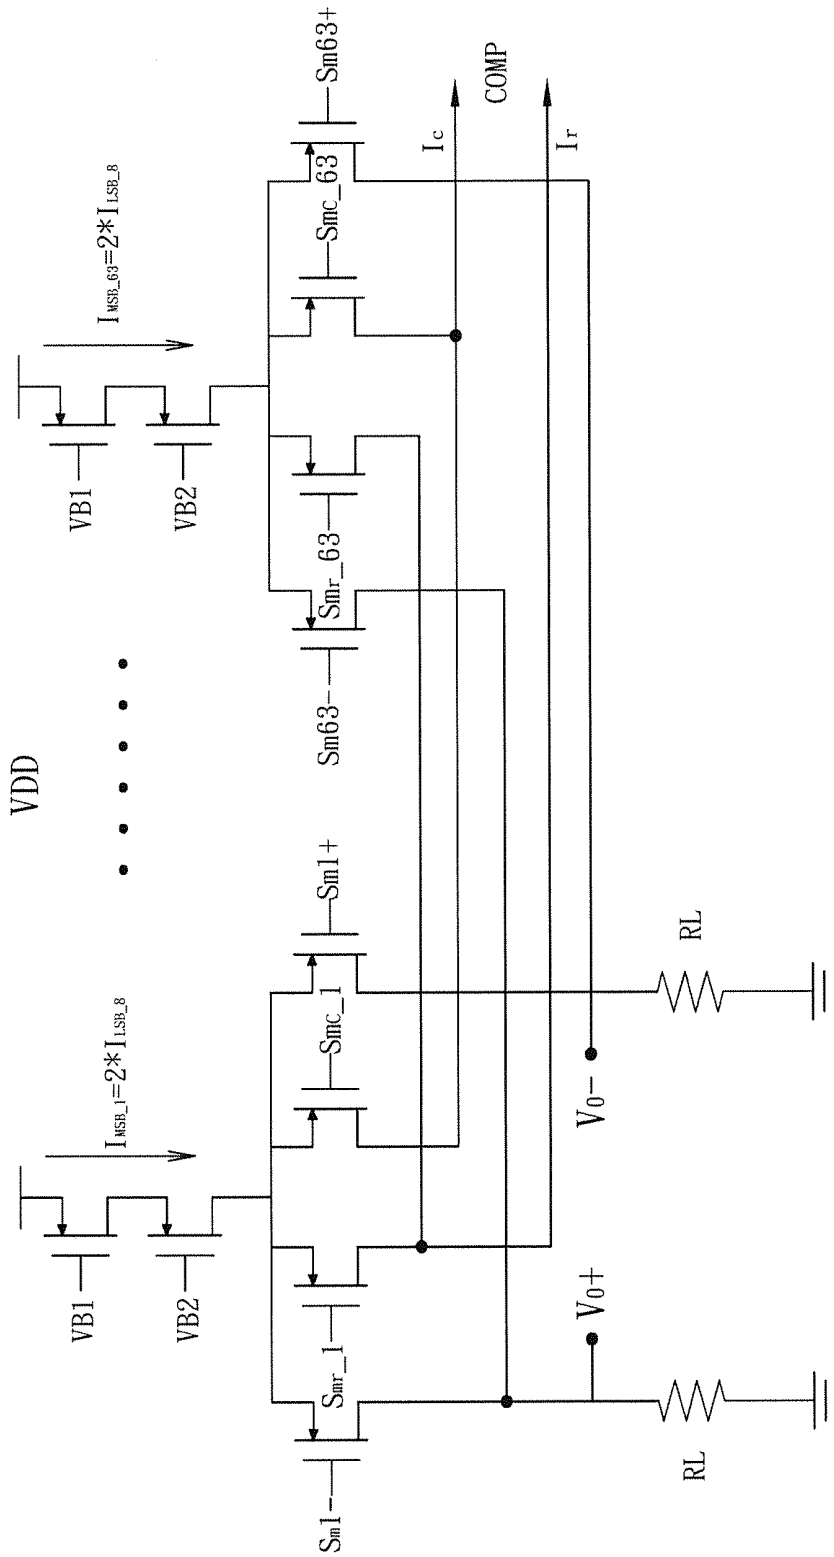 VDD
I_MSB_1=2*I_LSB_8
I_MSB_63=2*I_LSB_8
VB1
VB2
VB1
VB2
Sm1-
Smr_1
Smc_1
Sm1+
Sm63-
Smr_63
Smc_63
Sm63+
Ic
COMP
Ir
V0+
V0-
RL
RL